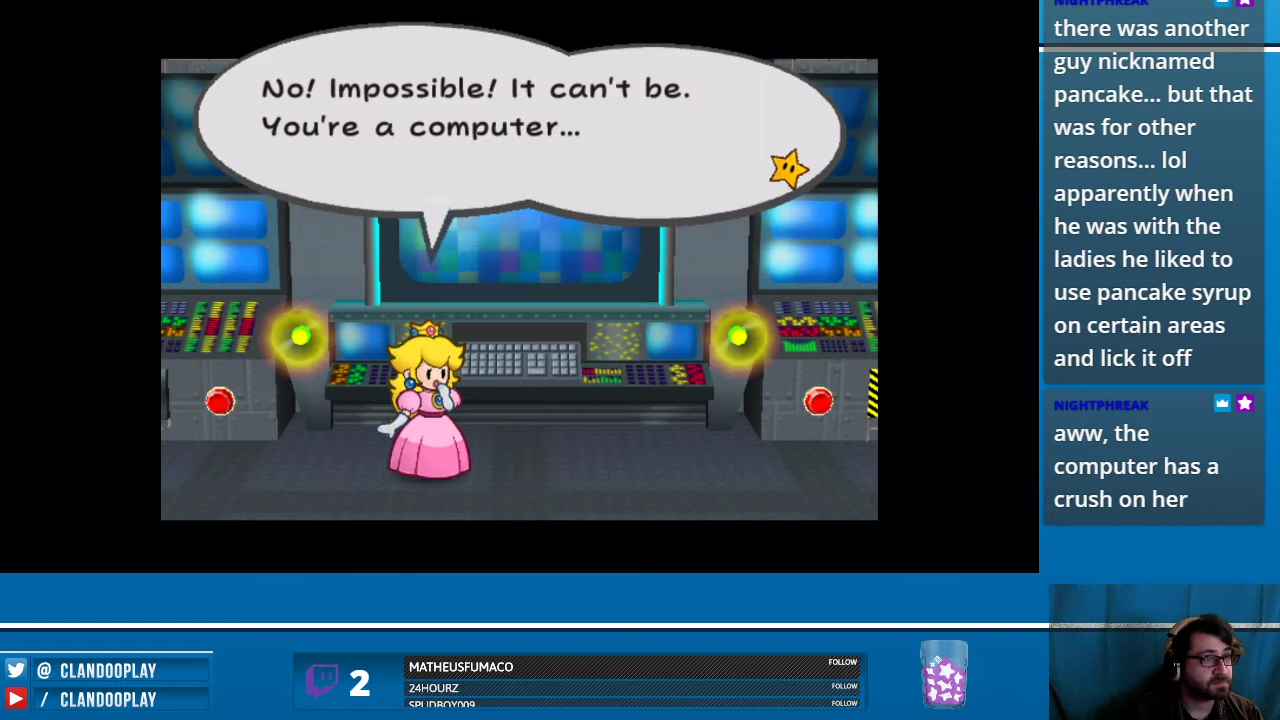 No! Impossible! It can't be.
You're a computer...
NIGHTPHREAK
there was another
guy nicknamed
pancake... but that
was for other
reasons... lol
apparently when
he was with the
ladies he liked to
use pancake syrup
on certain areas
and lick it off
NIGHTPHREAK
aww, the
computer has a
crush on her
@ CLANDOOPLAY
/ CLANDOOPLAY
2
MATHEUSFUMACO FOLLOW
24HOURZ FOLLOW
SPUDBOY009 FOLLOW